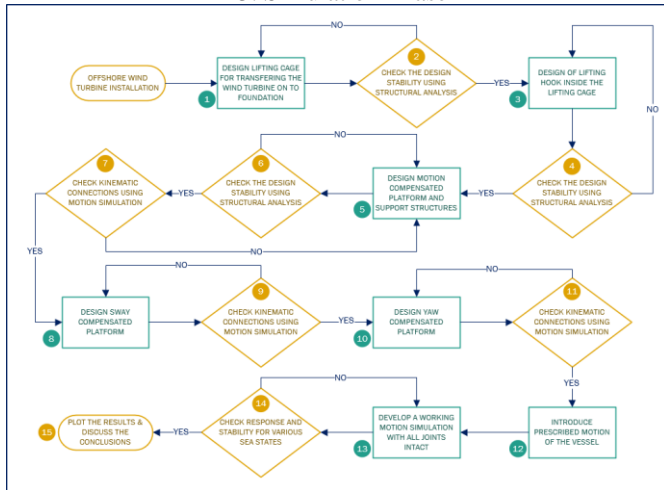 NO
2
OFFSHORE WIND
TURBINE INSTALLATION
DESIGN LIFTING CAGE
FOR TRANSFERING THE
WIND TURBINE ON TO
FOUNDATION
1
CHECK THE DESIGN
STABILITY USING
STRUCTURAL ANALYSIS
YES
DESIGN OF LIFTING
HOOK INSIDE THE
LIFTING CAGE
3
NO
7
CHECK KINEMATIC
CONNECTIONS USING
MOTION SIMULATION
YES
NO
6
CHECK THE DESIGN
STABILITY USING
STRUCTURAL ANALYSIS
DESIGN MOTION
COMPENSATED
PLATFORM AND
SUPPORT STRUCTURES
5
YES
4
CHECK THE DESIGN
STABILITY USING
STRUCTURAL ANALYSIS
NO
YES
NO
9
DESIGN SWAY
COMPENSATED
PLATFORM
8
CHECK KINEMATIC
CONNECTIONS USING
MOTION SIMULATION
YES
NO
11
DESIGN YAW
COMPENSATED
PLATFORM
10
CHECK KINEMATIC
CONNECTIONS USING
MOTION SIMULATION
YES
NO
14
15
PLOT THE RESULTS &
DISCUSS THE
CONCLUSIONS
YES
CHECK RESPONSE AND
STABILITY FOR VARIOUS
SEA STATES
DEVELOP A WORKING
MOTION SIMULATION
WITH ALL JOINTS
INTACT
13
INTRODUCE
PRESCRIBED MOTION
OF THE VESSEL
12